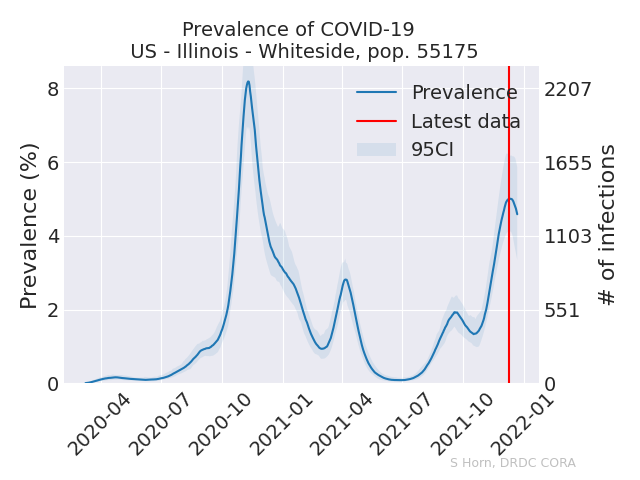 Prevalence of COVID-19
US - Illinois - Whiteside, pop. 55175
Prevalence (%)
8
6
4
2
0
Prevalence
Latest data
95CI
2207
1655
1103
551
0
# of infections
2020-04
2020-07
2020-10
2021-01
2021-04
2021-07
2021-10
2022-01
S Horn, DRDC CORA